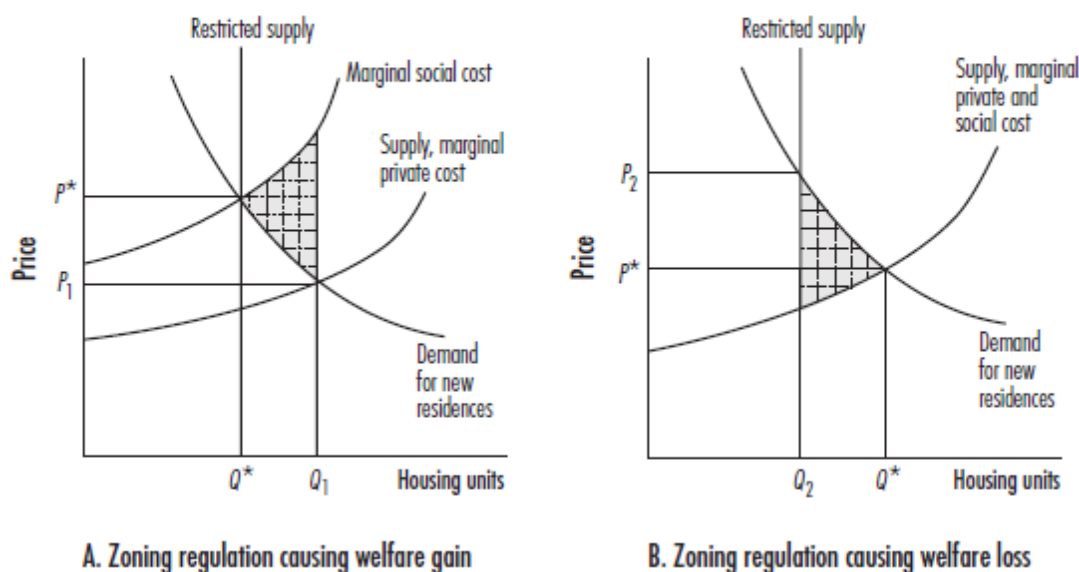 Restricted supply
Marginal social cost
Supply, marginal
private cost
P*
P1
Price
Demand
for new
residences
Q*
Q1
Housing units
A. Zoning regulation causing welfare gain
Restricted supply
Supply, marginal
private and
social cost
P2
P*
Price
Demand
for new
residences
Q2
Q*
Housing units
B. Zoning regulation causing welfare loss